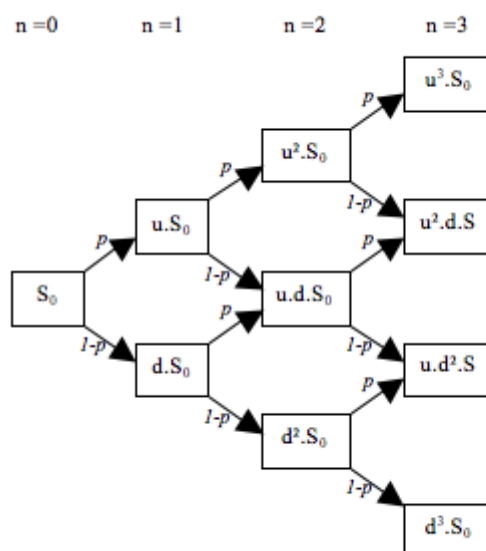 n =0 n =1 n =2 n =3
u³.S₀
p
u².S₀
p 1-p
u.S₀ u².d.S
p 1-p p
S₀ u.d.S₀
1-p p 1-p
d.S₀ u.d².S
1-p p
d².S₀
1-p
d³.S₀